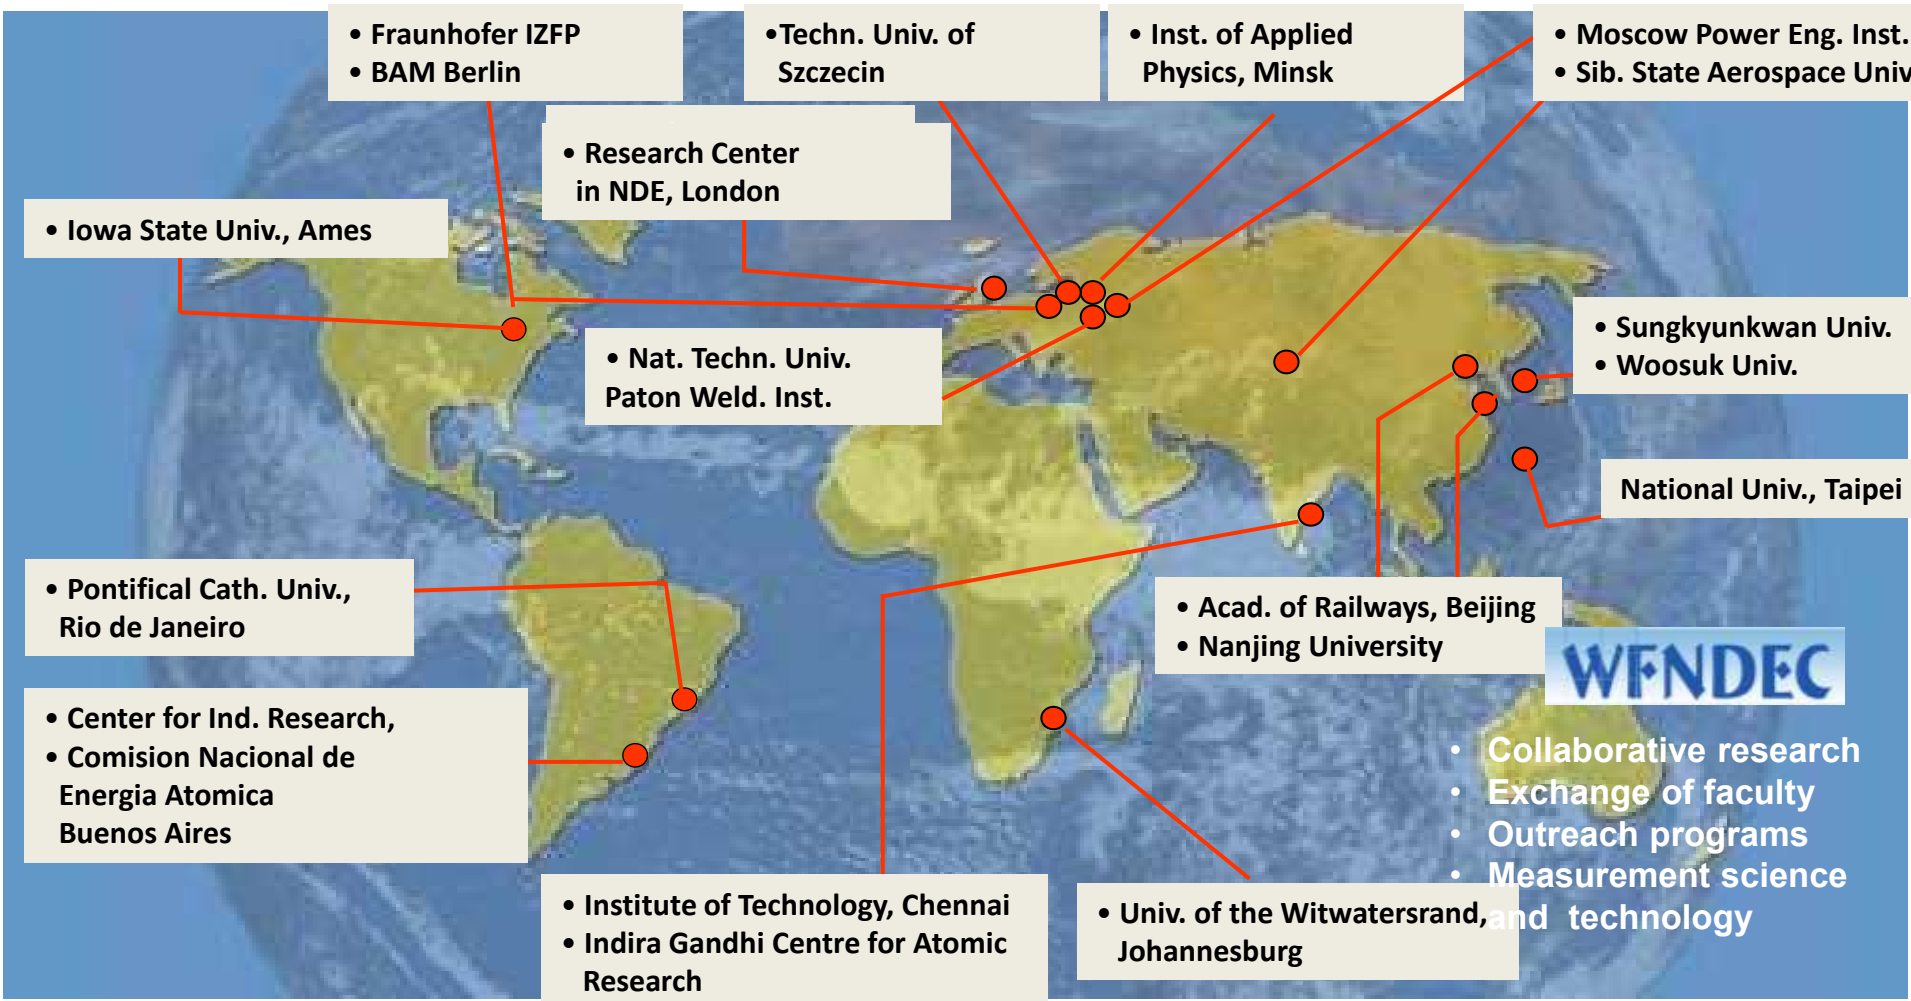 • Fraunhofer IZFP
• BAM Berlin
•Techn. Univ. of
Szczecin
• Inst. of Applied
Physics, Minsk
• Moscow Power Eng. Inst.
• Sib. State Aerospace Univ
• Research Center
in NDE, London
• Iowa State Univ., Ames
• Nat. Techn. Univ.
Paton Weld. Inst.
• Sungkyunkwan Univ.
• Woosuk Univ.
National Univ., Taipei
• Pontifical Cath. Univ.,
Rio de Janeiro
• Acad. of Railways, Beijing
• Nanjing University
WFNDEC
• Center for Ind. Research,
• Comision Nacional de
Energia Atomica
Buenos Aires
• Collaborative research
• Exchange of faculty
• Outreach programs
• Measurement science
and technology
• Institute of Technology, Chennai
• Indira Gandhi Centre for Atomic
Research
• Univ. of the Witwatersrand,
Johannesburg